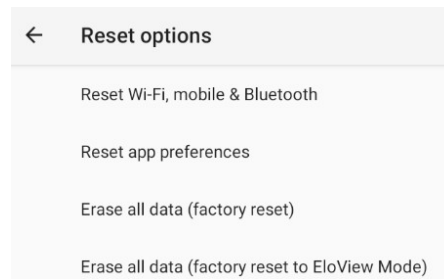 Reset options
Reset Wi-Fi, mobile & Bluetooth
Reset app preferences
Erase all data (factory reset)
Erase all data (factory reset to EloView Mode)